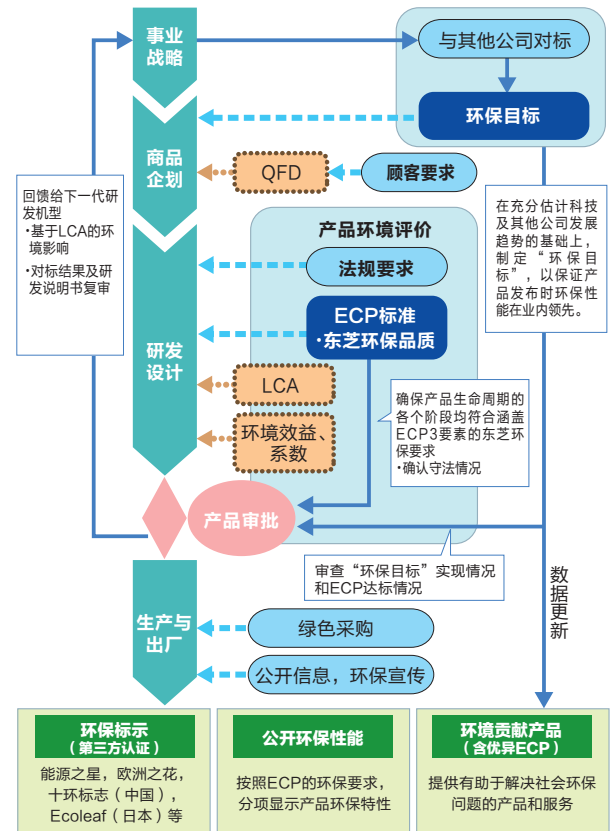 事业
战略
与其他公司对标
环保目标
商品
企划
QFD
顾客要求
回馈给下一代研
发机型
·基于LCA的环
境影响
·对标结果及研
发说明书复审
在充分估计科技
及其他公司发展
趋势的基础上，
制定“环保目
标”，以保证产
品发布时环保性
能在业内领先。
产品环境评价
法规要求
ECP标准
·东芝环保品质
研发
设计
LCA
环境效益、
系数
确保产品生命周期的
各个阶段均符合涵盖
ECP3要素的东芝环
保要求
·确认守法情况
产品审批
审查“环保目标”实现情况
和ECP达标情况
数据更新
生产与
出厂
绿色采购
公开信息，环保宣传
环保标示
（第三方认证）
能源之星，欧洲之花，
十环标志（中国），
Ecoleaf（日本）等
公开环保性能
按照ECP的环保要求，
分项显示产品环保特性
环境贡献产品
（含优异ECP）
提供有助于解决社会环保
问题的产品和服务